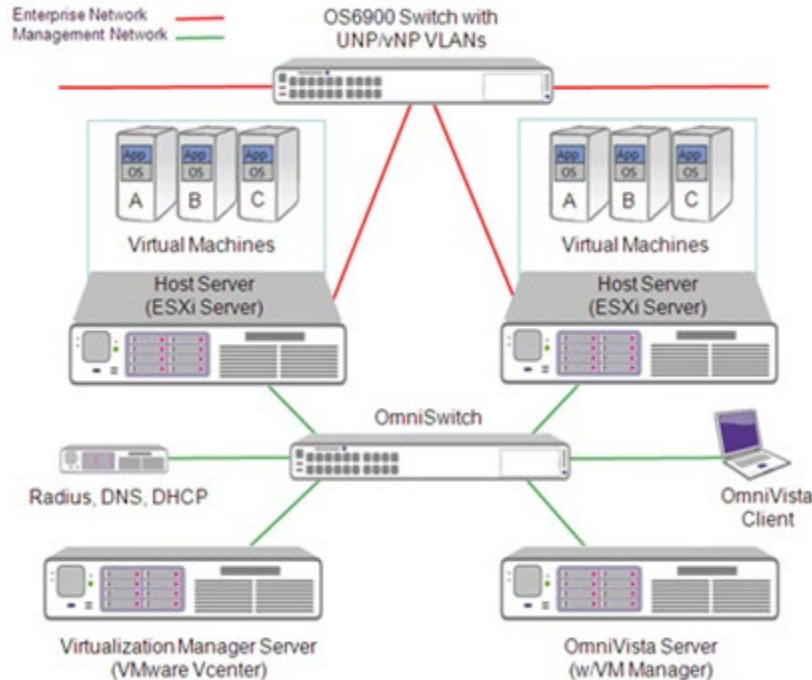 Enterprise Network
Management Network
OS6900 Switch with
UNP/vNP VLANs
App
OS
A
App
OS
B
App
OS
C
Virtual Machines
App
OS
A
App
OS
B
App
OS
C
Virtual Machines
Host Server
(ESXi Server)
Host Server
(ESXi Server)
OmniSwitch
Radius, DNS, DHCP
OmniVista
Client
Virtualization Manager Server
(VMware Vcenter)
OmniVista Server
(w/VM Manager)